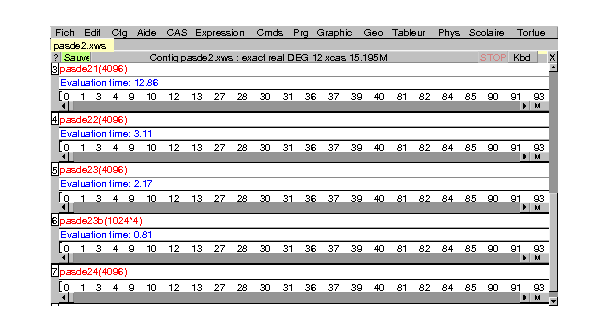 Fich Edit Cfg Aide CAS Expression Cmds Prg Graphic Geo Tableur Phys Scolaire Tortue
pasde2.xws
? Sauve Config pasde2.xws : exact real DEG 12 xcas 15.195M STOP Kbd X
3 pasde21(4096)
Evaluation time: 12.86
[0 1 3 4 9 10 12 13 27 28 30 31 36 37 39 40 81 82 84 85 90 91 93
M
4 pasde22(4096)
Evaluation time: 3.11
[0 1 3 4 9 10 12 13 27 28 30 31 36 37 39 40 81 82 84 85 90 91 93
M
5 pasde23(4096)
Evaluation time: 2.17
[0 1 3 4 9 10 12 13 27 28 30 31 36 37 39 40 81 82 84 85 90 91 93
M
6 pasde23b(1024*4)
Evaluation time: 0.81
[0 1 3 4 9 10 12 13 27 28 30 31 36 37 39 40 81 82 84 85 90 91 93
M
7 pasde24(4096)
[0 1 3 4 9 10 12 13 27 28 30 31 36 37 39 40 81 82 84 85 90 91 93
M